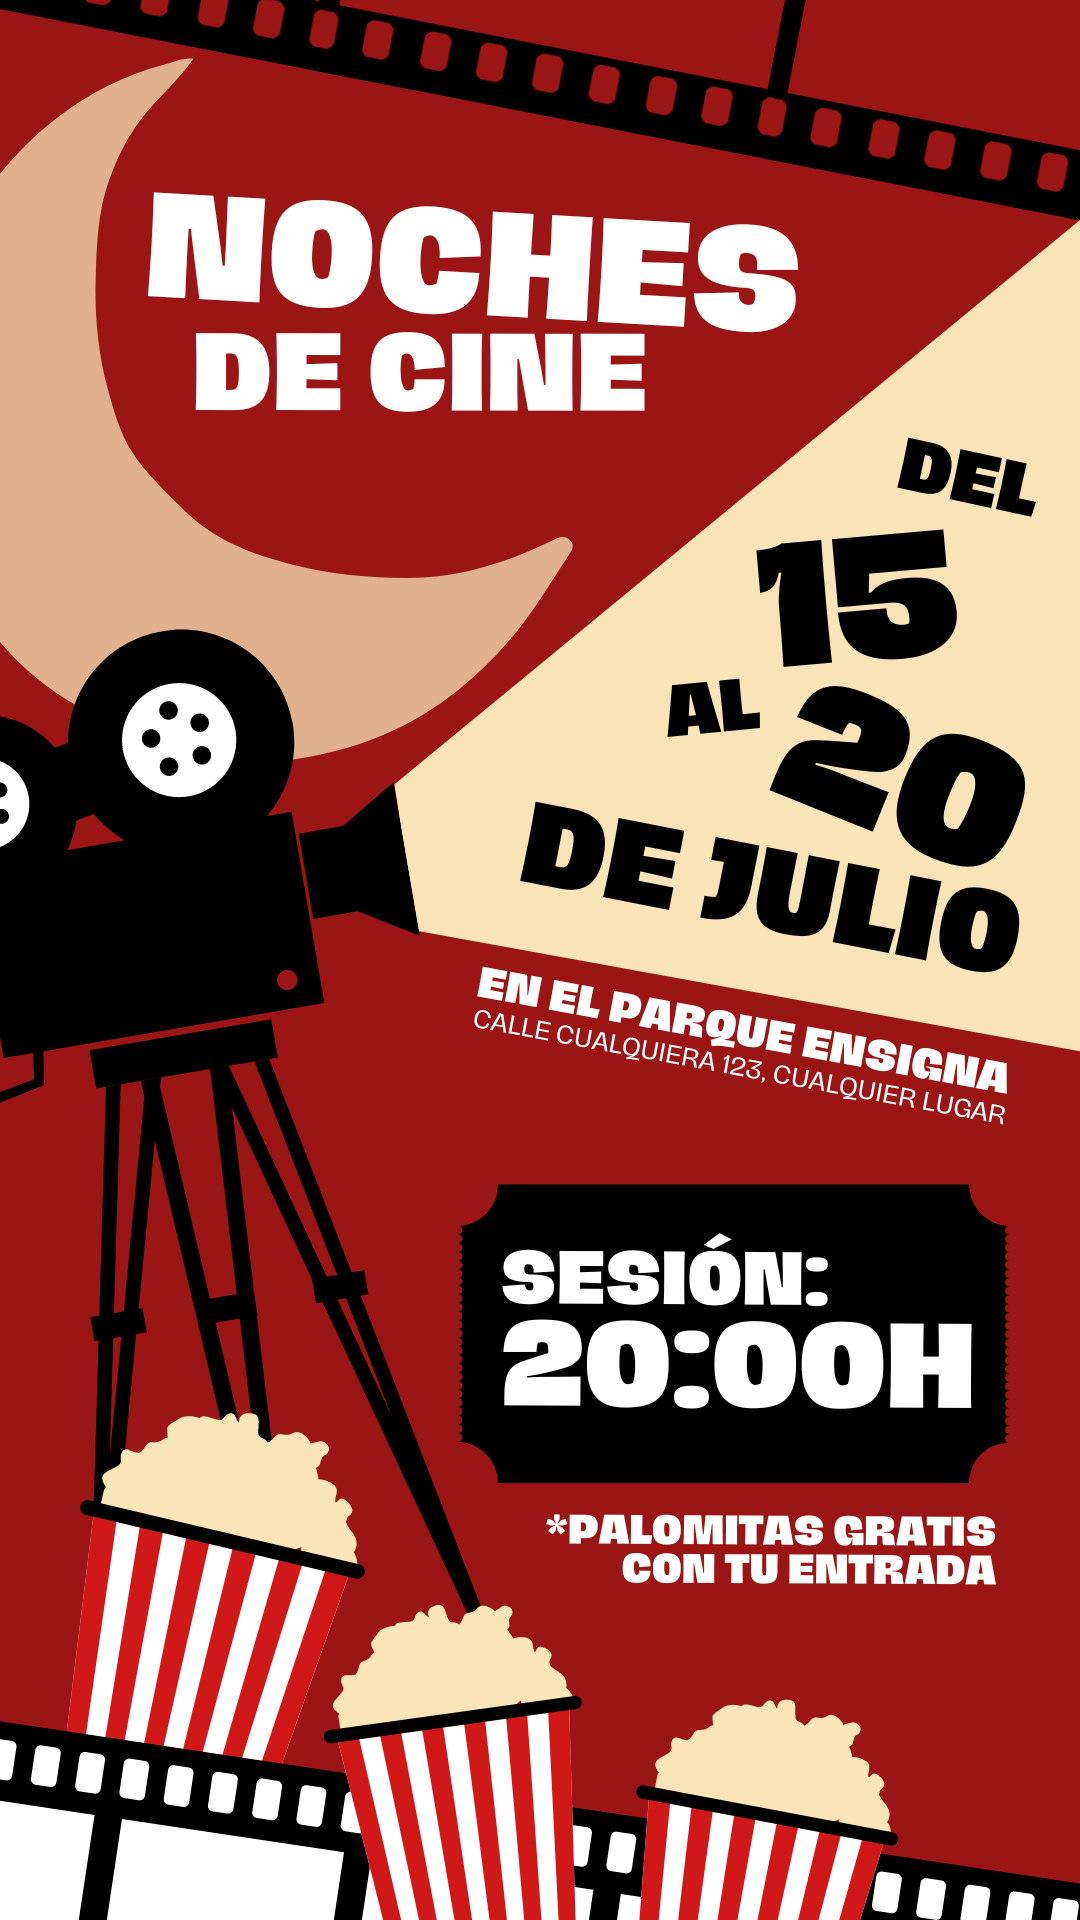 NOCHES
DE CINE
DEL
15
AL 20
DE JULIO
EN EL PARQUE ENSIGNA
CALLE CUALQUIERA 123, CUALQUIER LUGAR
SESIÓN:
20:00H
*PALOMITAS GRATIS
CON TU ENTRADA